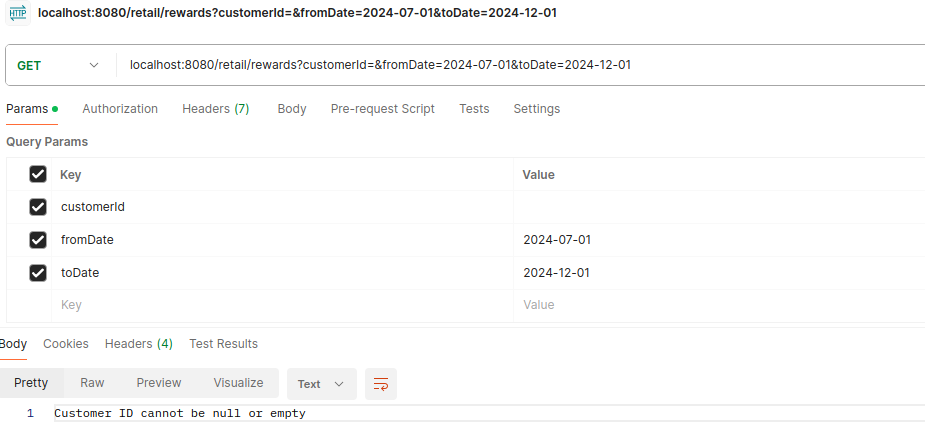 HTTP localhost:8080/retail/rewards?customerId=&fromDate=2024-07-01&toDate=2024-12-01
GET localhost:8080/retail/rewards?customerId=&fromDate=2024-07-01&toDate=2024-12-01
Params Authorization Headers (7) Body Pre-request Script Tests Settings
Query Params
Key Value
customerId
fromDate 2024-07-01
toDate 2024-12-01
Key Value
Body Cookies Headers (4) Test Results
Pretty Raw Preview Visualize Text
1 Customer ID cannot be null or empty